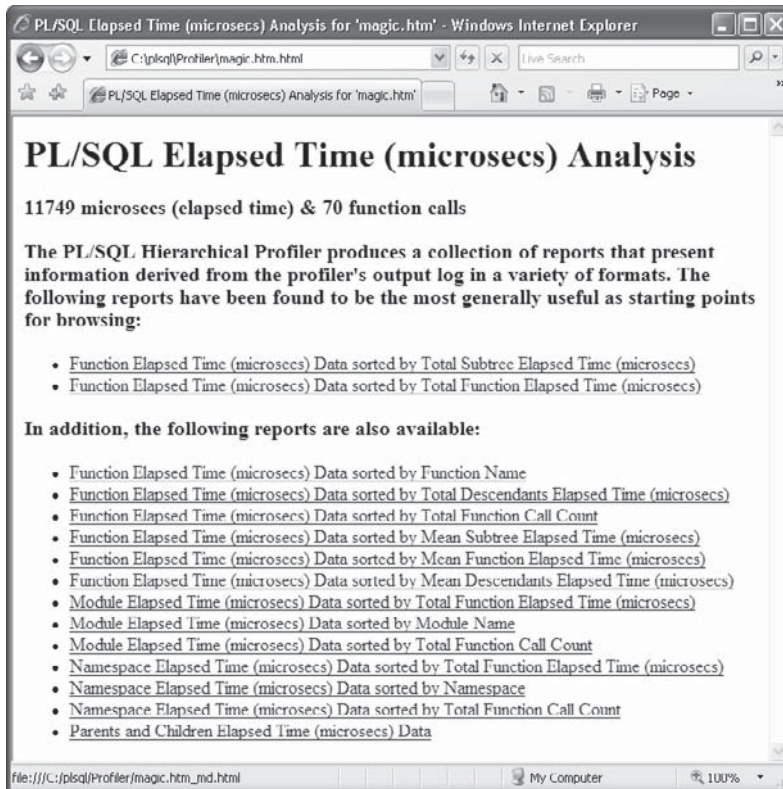 PL/SQL Elapsed Time (microsecs) Analysis for 'magic.htm' - Windows Internet Explorer
C:\plsql\Profiler\magic.htm.html
Live Search
PL/SQL Elapsed Time (microsecs) Analysis for 'magic.htm'
Page
PL/SQL Elapsed Time (microsecs) Analysis
11749 microsecs (elapsed time) & 70 function calls
The PL/SQL Hierarchical Profiler produces a collection of reports that present
information derived from the profiler's output log in a variety of formats. The
following reports have been found to be the most generally useful as starting points
for browsing:
• Function Elapsed Time (microsecs) Data sorted by Total Subtree Elapsed Time (microsecs)
• Function Elapsed Time (microsecs) Data sorted by Total Function Elapsed Time (microsecs)
In addition, the following reports are also available:
• Function Elapsed Time (microsecs) Data sorted by Function Name
• Function Elapsed Time (microsecs) Data sorted by Total Descendants Elapsed Time (microsecs)
• Function Elapsed Time (microsecs) Data sorted by Total Function Call Count
• Function Elapsed Time (microsecs) Data sorted by Mean Subtree Elapsed Time (microsecs)
• Function Elapsed Time (microsecs) Data sorted by Mean Function Elapsed Time (microsecs)
• Function Elapsed Time (microsecs) Data sorted by Mean Descendants Elapsed Time (microsecs)
• Module Elapsed Time (microsecs) Data sorted by Total Function Elapsed Time (microsecs)
• Module Elapsed Time (microsecs) Data sorted by Module Name
• Module Elapsed Time (microsecs) Data sorted by Total Function Call Count
• Namespace Elapsed Time (microsecs) Data sorted by Total Function Elapsed Time (microsecs)
• Namespace Elapsed Time (microsecs) Data sorted by Namespace
• Namespace Elapsed Time (microsecs) Data sorted by Total Function Call Count
• Parents and Children Elapsed Time (microsecs) Data
file:///C:/plsql/Profiler/magic.htm_md.html
My Computer
100%